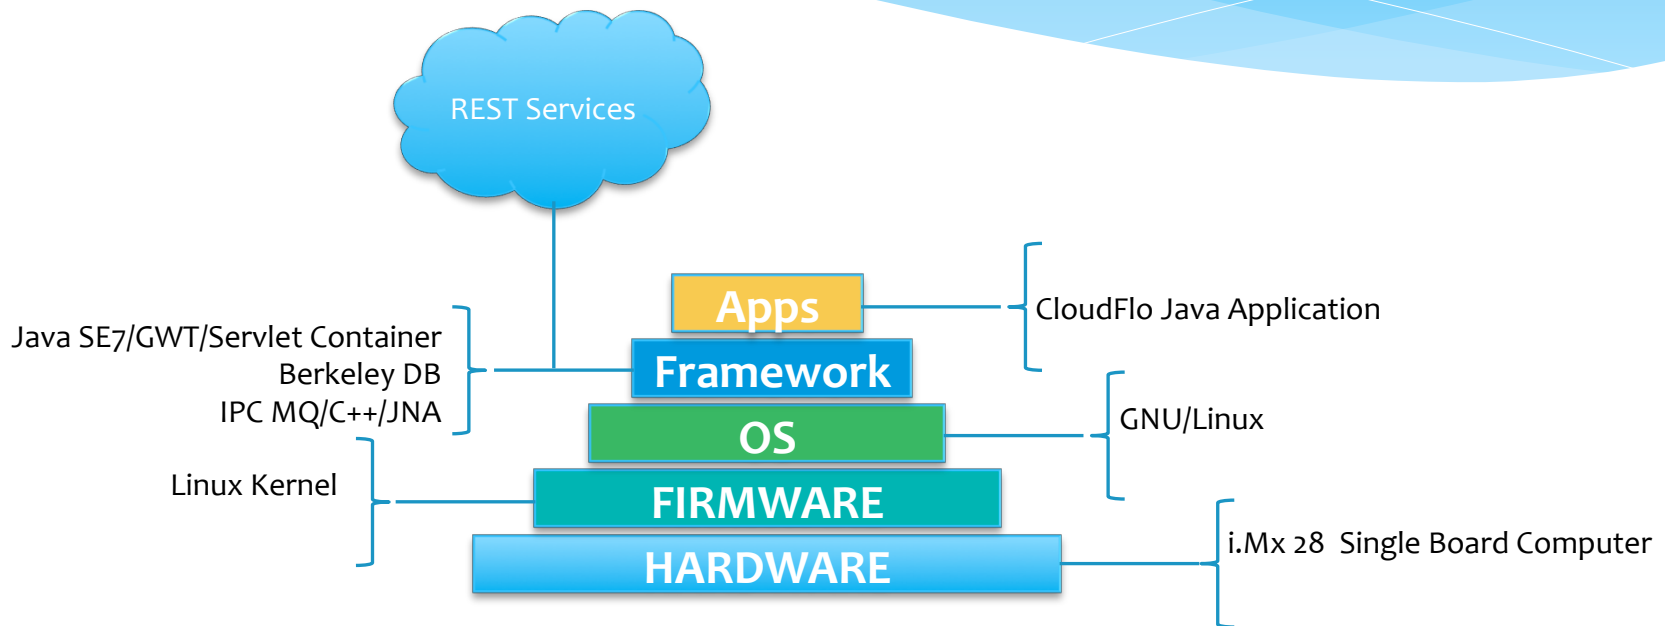 REST Services
Apps
CloudFlo Java Application
Java SE7/GWT/Servlet Container
Berkeley DB
IPC MQ/C++/JNA
Framework
OS
GNU/Linux
Linux Kernel
FIRMWARE
HARDWARE
i.Mx 28 Single Board Computer